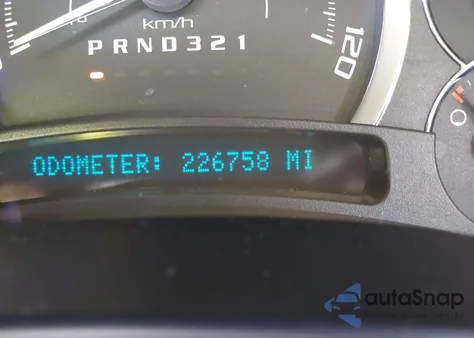 km/h
120
PRND321
ODOMETER: 226758 MI
autoSnap